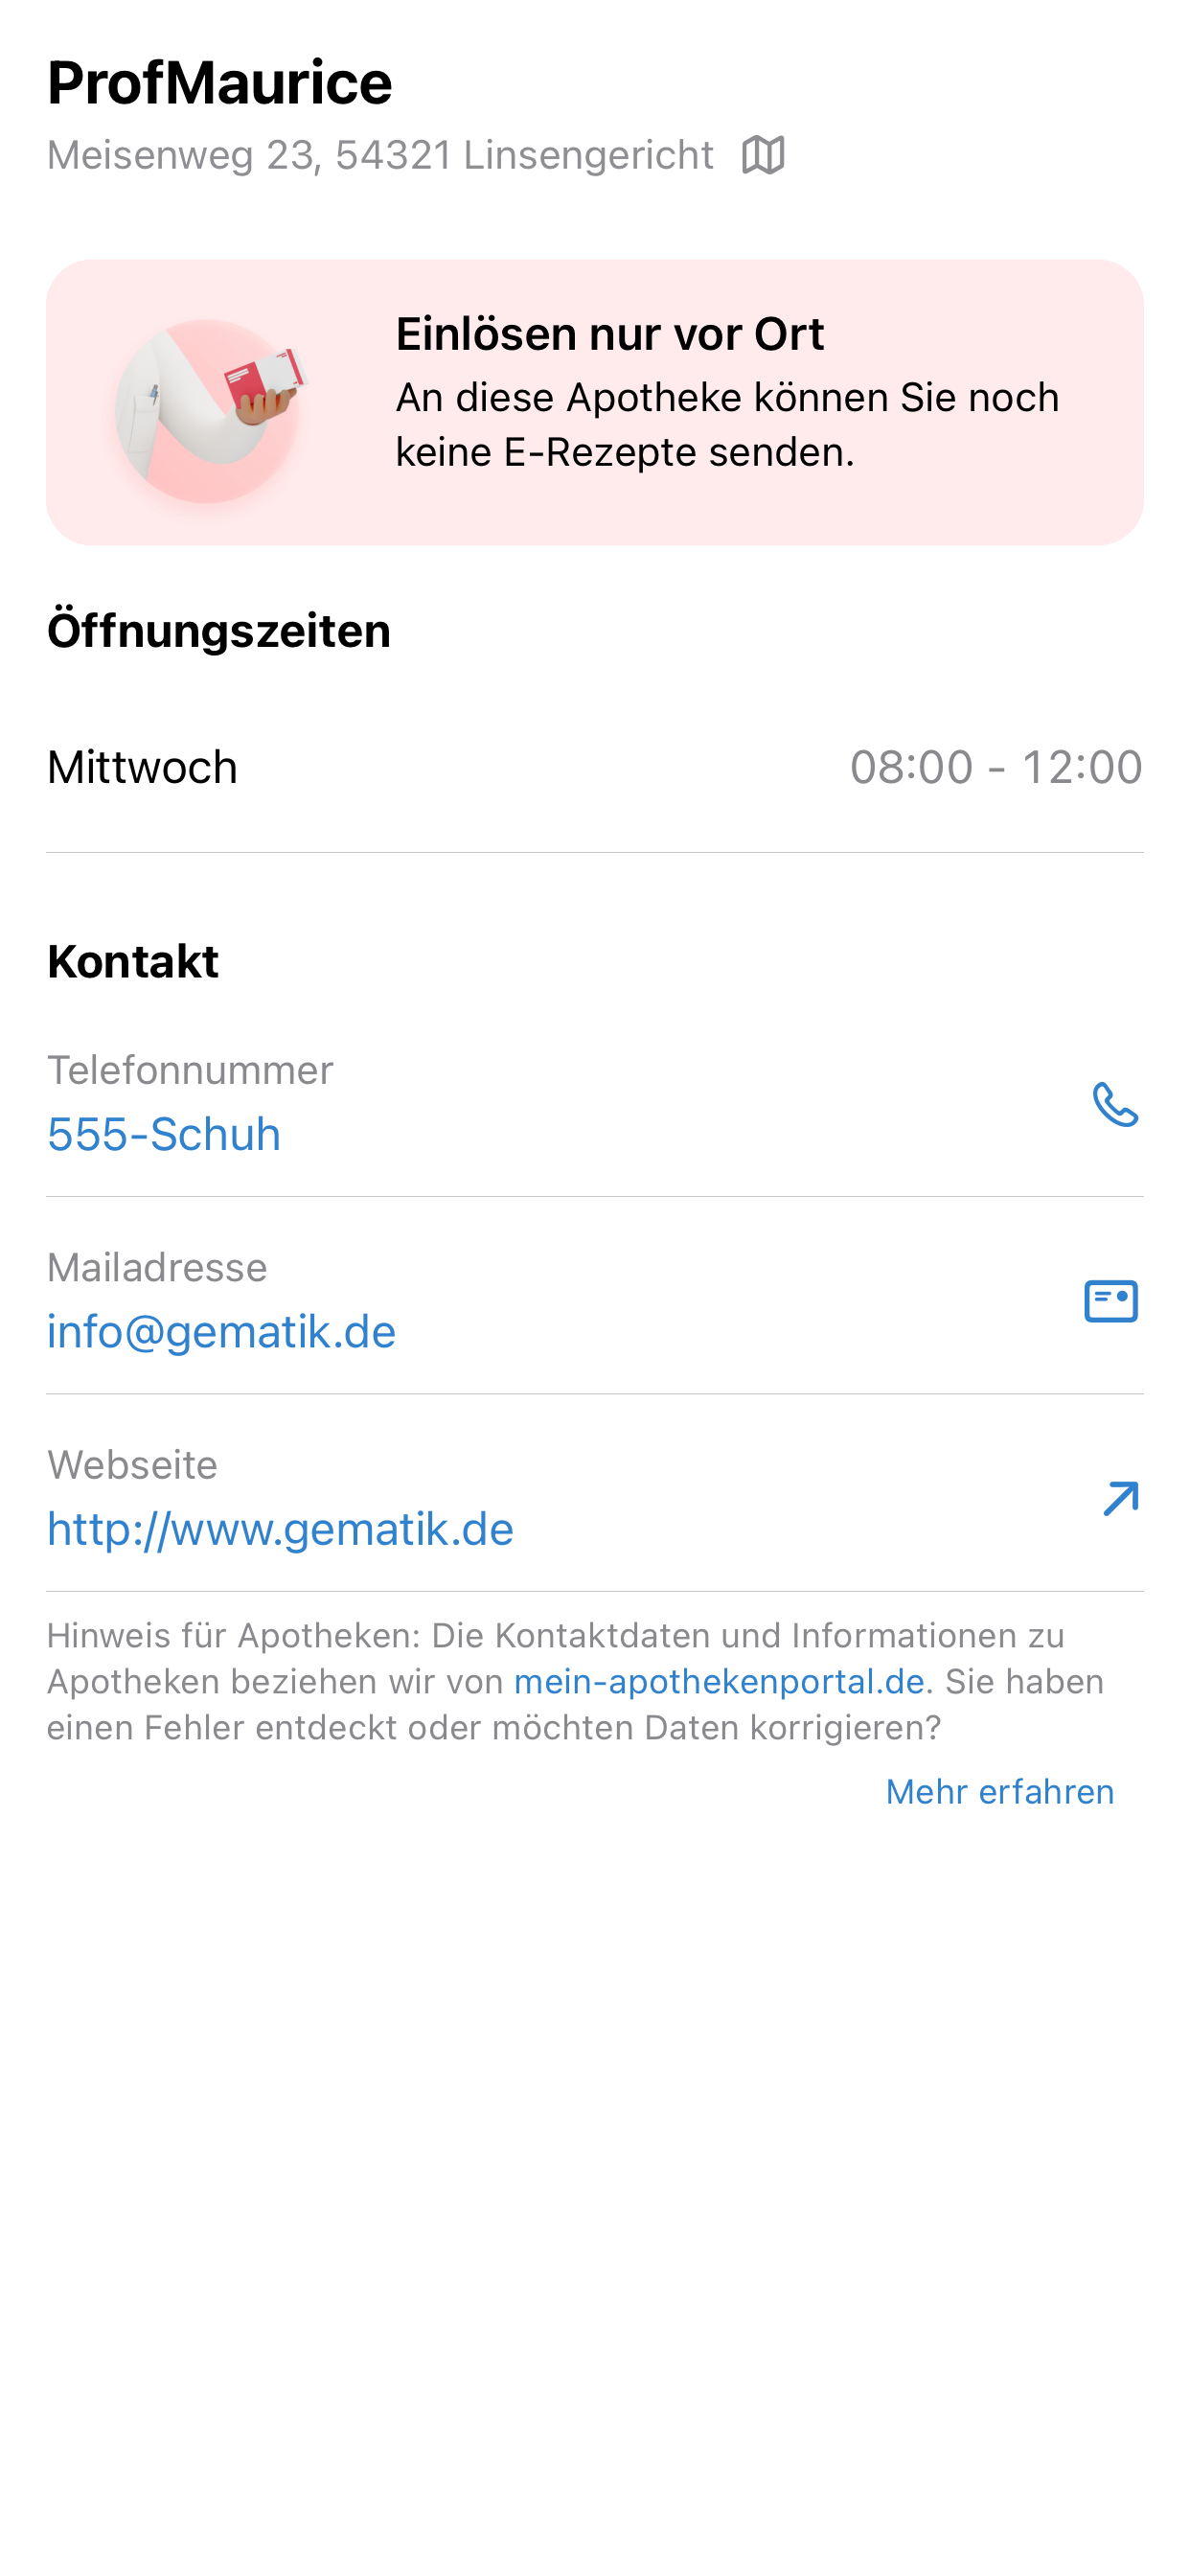 ProfMaurice
Meisenweg 23, 54321 Linsengericht
Einlösen nur vor Ort
An diese Apotheke können Sie noch
keine E-Rezepte senden.
Öffnungszeiten
Mittwoch 08:00 - 12:00
Kontakt
Telefonnummer
555-Schuh
Mailadresse
info@gematik.de
Webseite
http://www.gematik.de
Hinweis für Apotheken: Die Kontaktdaten und Informationen zu
Apotheken beziehen wir von mein-apothekenportal.de. Sie haben
einen Fehler entdeckt oder möchten Daten korrigieren?
Mehr erfahren